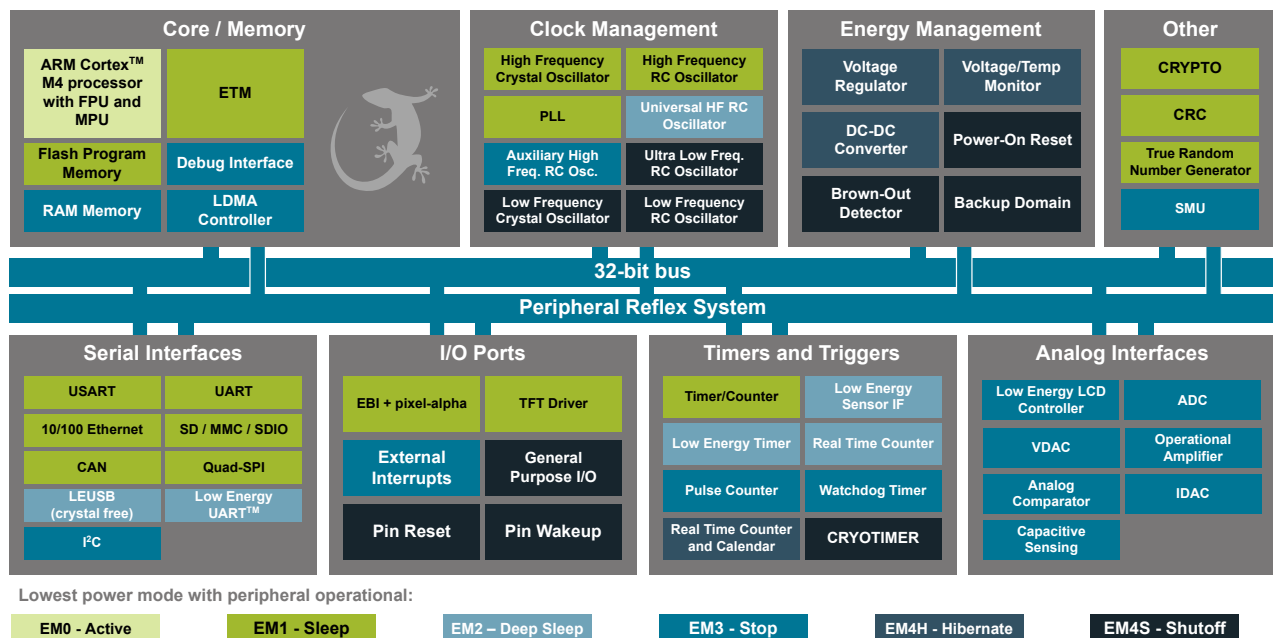 Core / Memory
ARM Cortex™
M4 processor
with FPU and
MPU
ETM
Flash Program
Memory
Debug Interface
RAM Memory
LDMA
Controller
Clock Management
High Frequency
Crystal Oscillator
High Frequency
RC Oscillator
PLL
Universal HF RC
Oscillator
Auxiliary High
Freq. RC Osc.
Ultra Low Freq.
RC Oscillator
Low Frequency
Crystal Oscillator
Low Frequency
RC Oscillator
Energy Management
Voltage
Regulator
Voltage/Temp
Monitor
DC-DC
Converter
Power-On Reset
Brown-Out
Detector
Backup Domain
Other
CRYPTO
CRC
True Random
Number Generator
SMU
32-bit bus
Peripheral Reflex System
Serial Interfaces
USART
UART
10/100 Ethernet
SD / MMC / SDIO
CAN
Quad-SPI
LEUSB
(crystal free)
Low Energy
UART™
I²C
I/O Ports
EBI + pixel-alpha
TFT Driver
External
Interrupts
General
Purpose I/O
Pin Reset
Pin Wakeup
Timers and Triggers
Timer/Counter
Low Energy
Sensor IF
Low Energy Timer
Real Time Counter
Pulse Counter
Watchdog Timer
Real Time Counter
and Calendar
CRYOTIMER
Analog Interfaces
Low Energy LCD
Controller
ADC
VDAC
Operational
Amplifier
Analog
Comparator
IDAC
Capacitive
Sensing
Lowest power mode with peripheral operational:
EM0 - Active
EM1 - Sleep
EM2 – Deep Sleep
EM3 - Stop
EM4H - Hibernate
EM4S - Shutoff